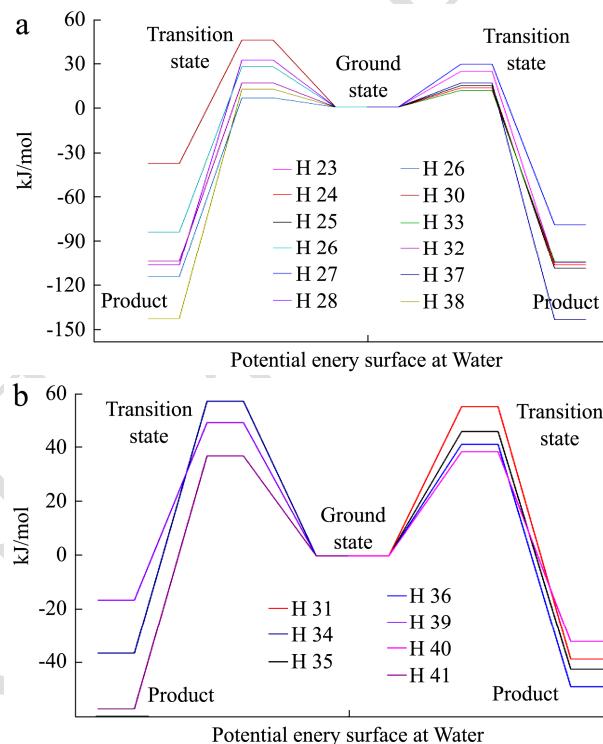 a
60
30
0
-30
-60
-90
-120
-150
kJ/mol
Transition
state
Ground
state
Transition
state
Product
Product
H 23
H 24
H 25
H 26
H 27
H 28
H 26
H 30
H 33
H 32
H 37
H 38
Potential enery surface at Water
b
60
40
20
0
-20
-40
kJ/mol
Transition
state
Ground
state
Transition
state
Product
Product
H 31
H 34
H 35
H 36
H 39
H 40
H 41
Potential enery surface at Water